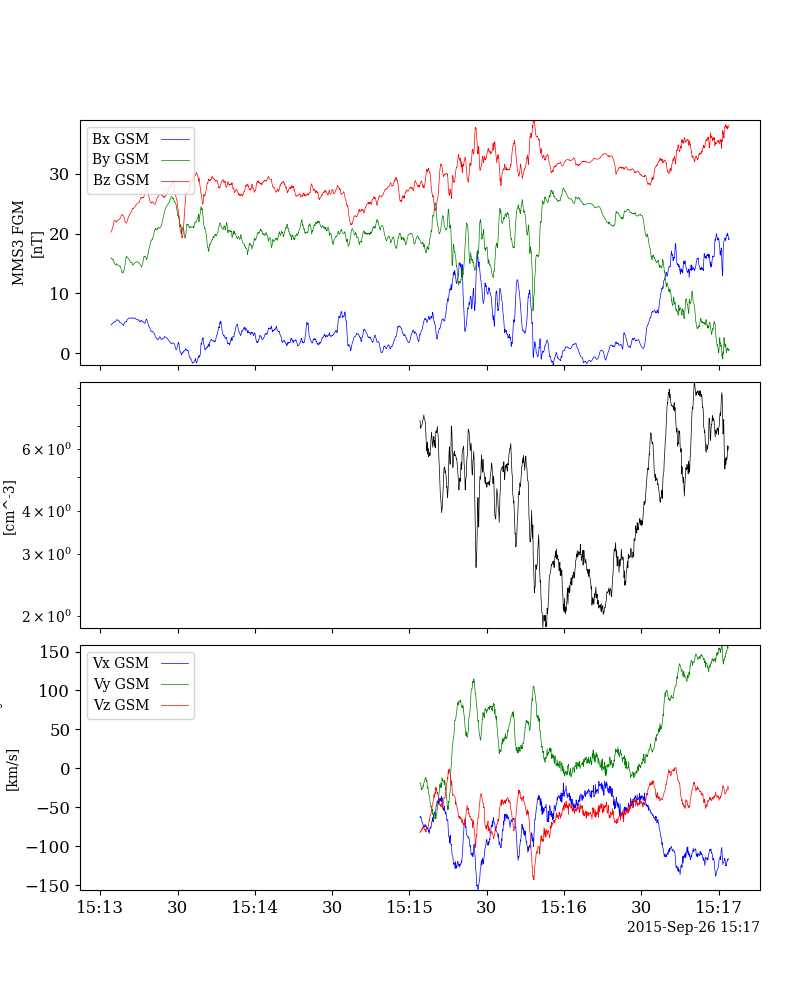 MMS3 FGM
[nT]
Bx GSM
By GSM
Bz GSM
30
20
10
0
[cm^-3]
6 × 10⁰
4 × 10⁰
3 × 10⁰
2 × 10⁰
[km/s]
Vx GSM
Vy GSM
Vz GSM
150
100
50
0
−50
−100
−150
15:13 30 15:14 30 15:15 30 15:16 30 15:17
2015-Sep-26 15:17